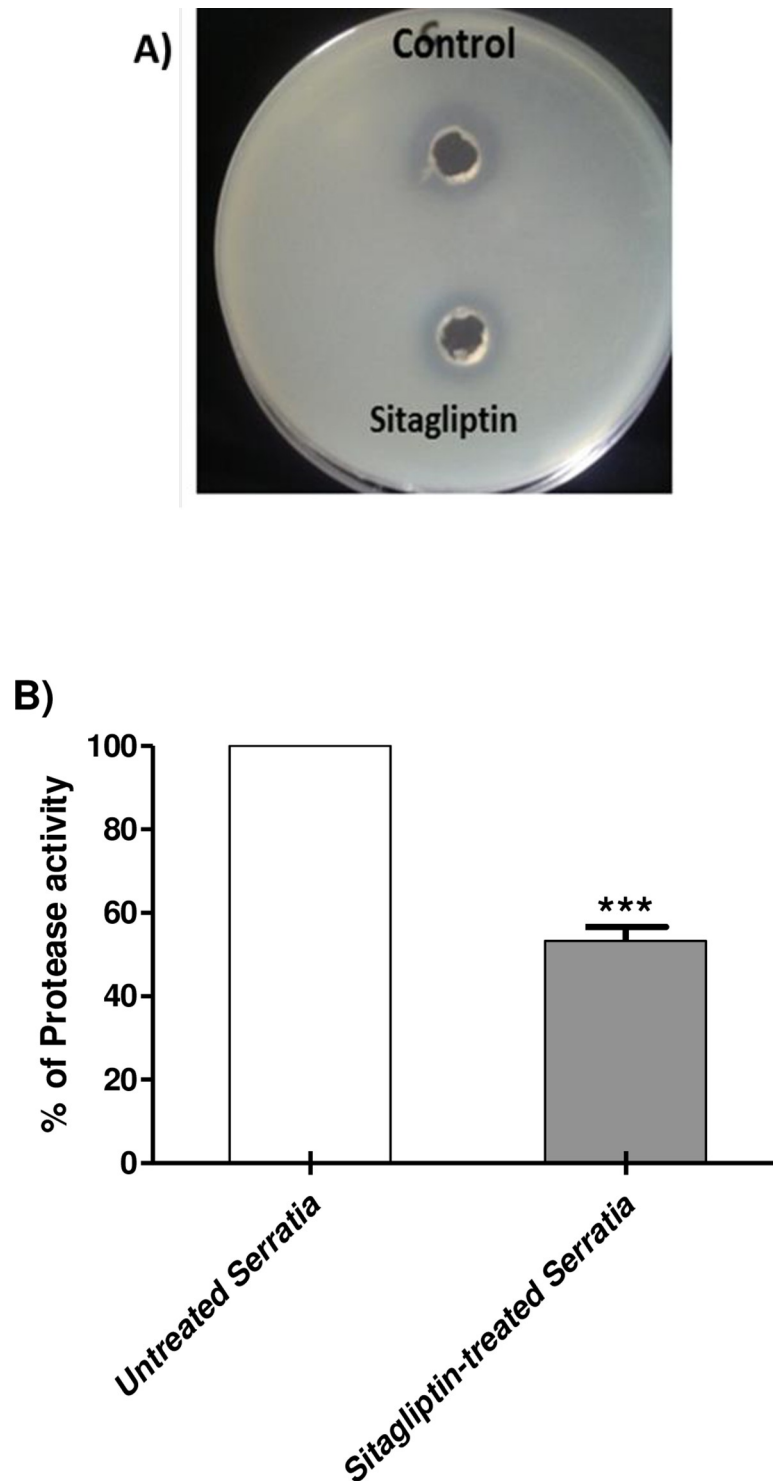 A)
Control
Sitagliptin
B)
% of Protease activity
100
80
60
40
20
0
***
Untreated Serratia
Sitagliptin-treated Serratia